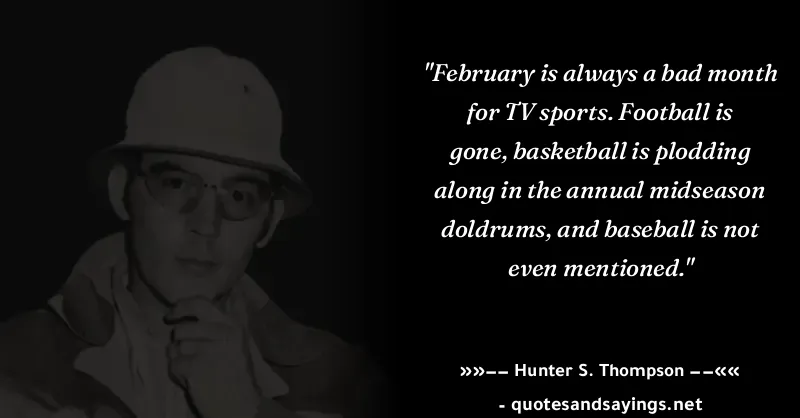 "February is always a bad month
for TV sports. Football is
gone, basketball is plodding
along in the annual midseason
doldrums, and baseball is not
even mentioned."
»»–– Hunter S. Thompson ––««
- quotesandsayings.net